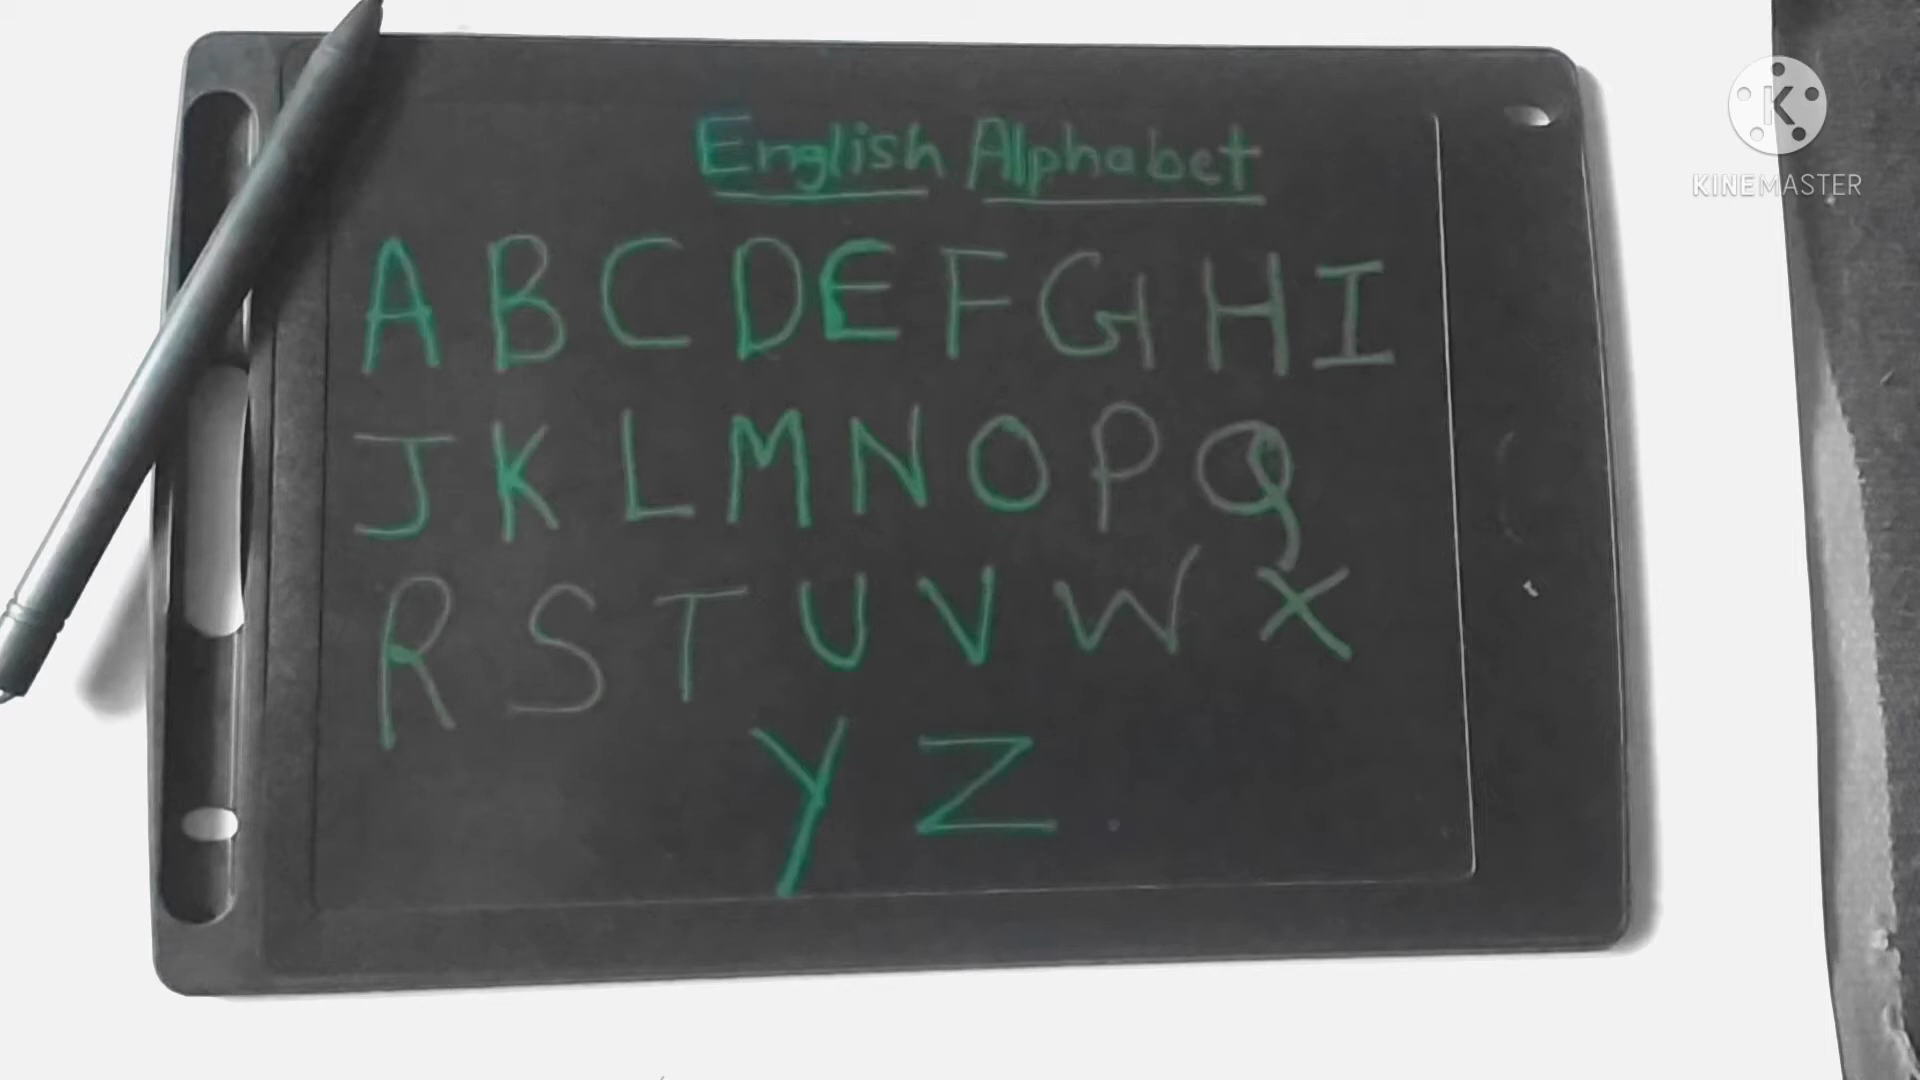 English Alphabet
A B C D E F G H I
J K L M N O P Q
R S T U V W X
Y Z
K
KINEMASTER